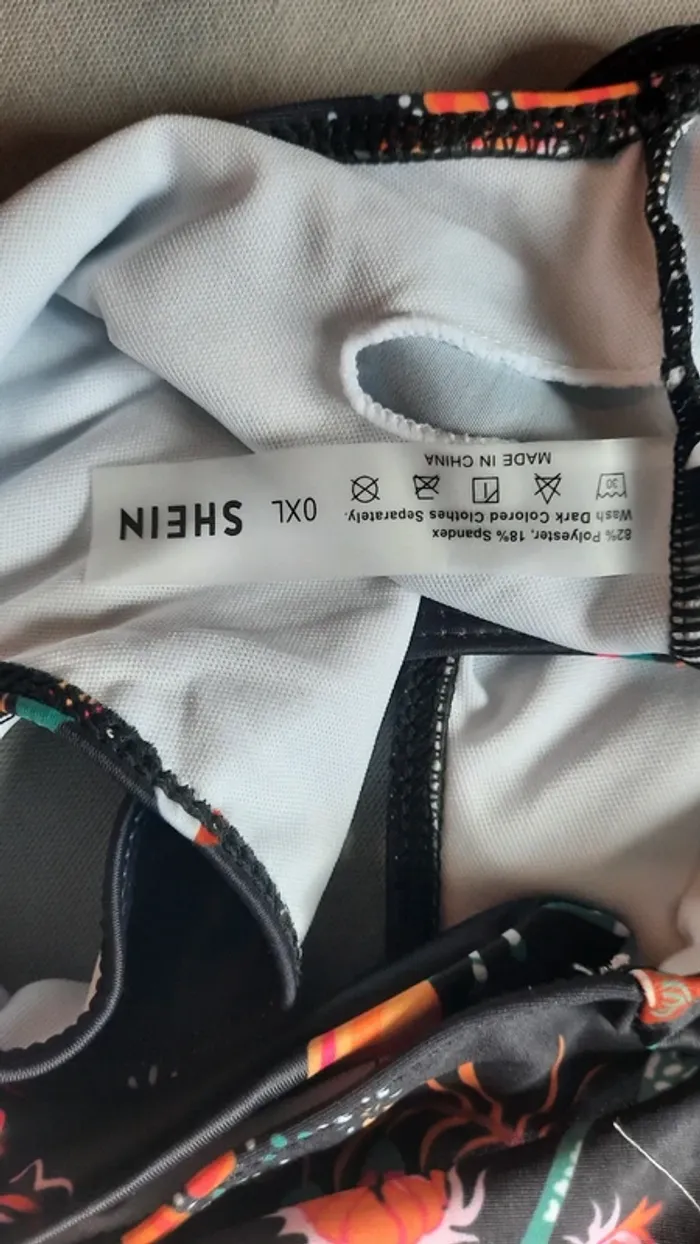 SHEIN
0XL
82% Polyester, 18% Spandex
Wash Dark Colored Clothes Separately.
30
MADE IN CHINA